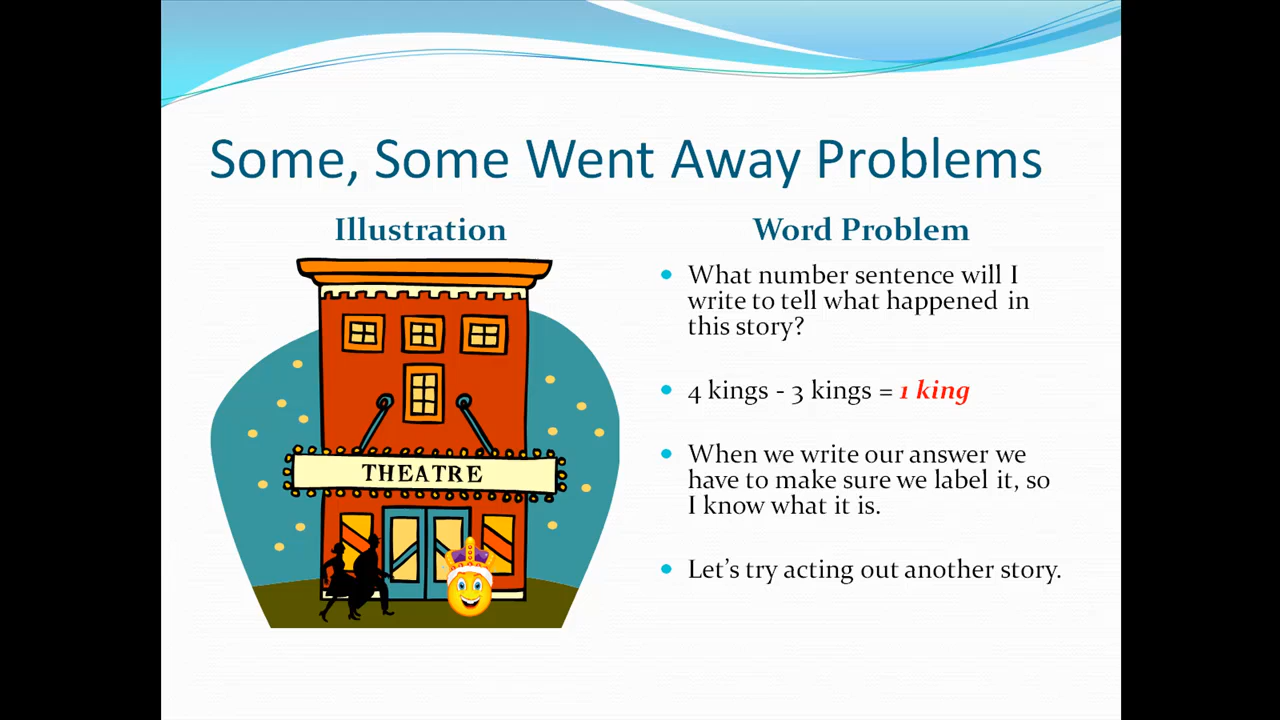 Some, Some Went Away Problems
Illustration
THEATRE
Word Problem
What number sentence will I
write to tell what happened in
this story?
4 kings - 3 kings = 1 king
When we write our answer we
have to make sure we label it, so
I know what it is.
Let’s try acting out another story.